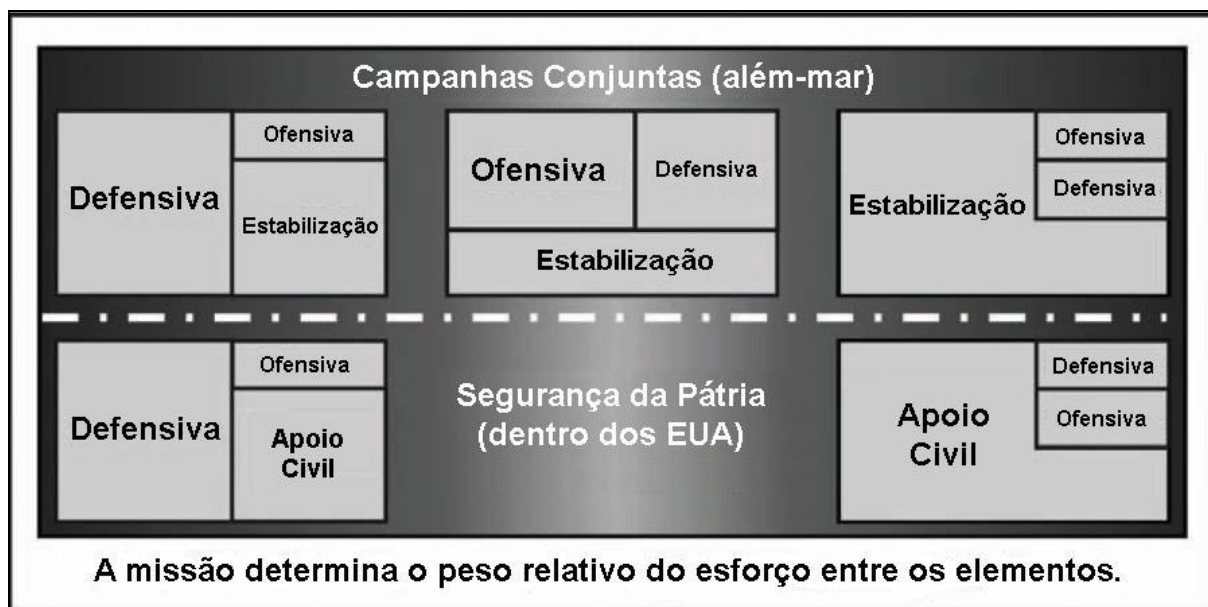 Campanhas Conjuntas (além-mar)
Defensiva
Ofensiva
Estabilização
Ofensiva
Defensiva
Estabilização
Estabilização
Ofensiva
Defensiva
Defensiva
Ofensiva
Apoio
Civil
Segurança da Pátria
(dentro dos EUA)
Apoio
Civil
Defensiva
Ofensiva
A missão determina o peso relativo do esforço entre os elementos.